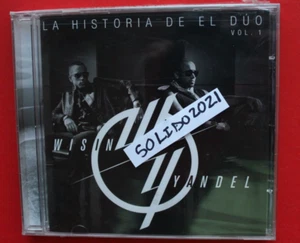 LA HISTORIA DE EL DÚO
VOL. 1
SOLIDO2021
WISIN
YANDEL